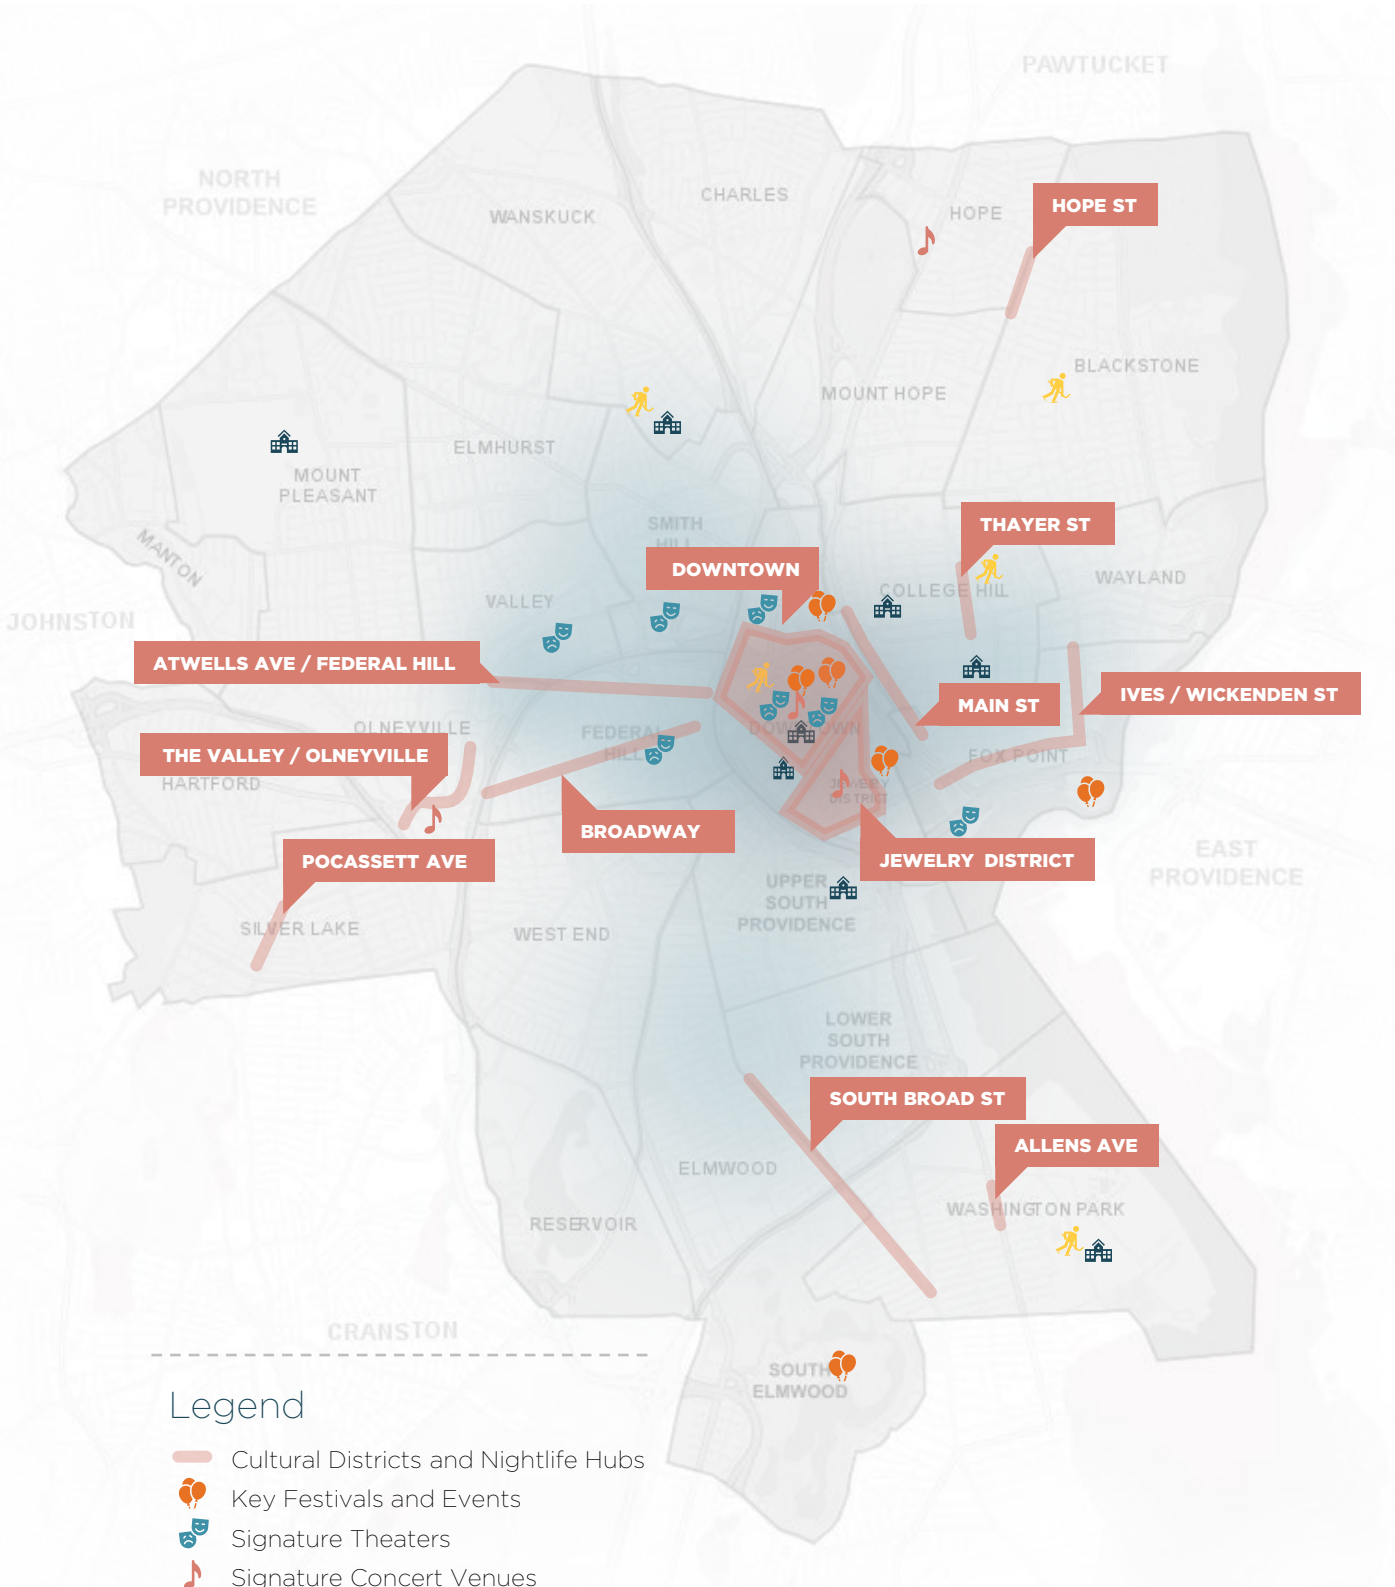 PAWTUCKET
NORTH
PROVIDENCE
CHARLES
WANSKUCK
HOPE
HOPE ST
BLACKSTONE
MOUNT HOPE
ELMHURST
MOUNT
PLEASANT
MANTON
SMITH
HILL
THAYER ST
DOWNTOWN
COLLEGE HILL
WAYLAND
VALLEY
JOHNSTON
ATWELLS AVE / FEDERAL HILL
IVES / WICKENDEN ST
MAIN ST
OLNEYVILLE
FEDERAL
HILL
DOWNTOWN
THE VALLEY / OLNEYVILLE
FOX POINT
HARTFORD
JEWELRY
DISTRICT
BROADWAY
POCASSETT AVE
JEWELRY DISTRICT
EAST
PROVIDENCE
UPPER
SOUTH
PROVIDENCE
SILVER LAKE
WEST END
LOWER
SOUTH
PROVIDENCE
SOUTH BROAD ST
ALLENS AVE
ELMWOOD
WASHINGTON PARK
RESERVOIR
CRANSTON
SOUTH
ELMWOOD
Legend
Cultural Districts and Nightlife Hubs
Key Festivals and Events
Signature Theaters
Signature Concert Venues